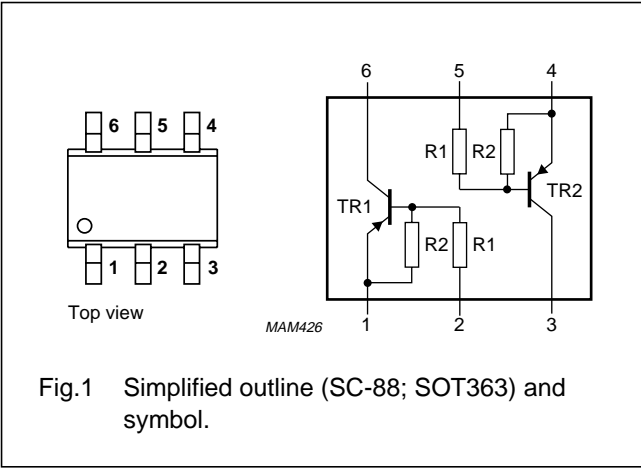 6 5 4
1 2 3
Top view
6 5 4
R1 R2
TR2
TR1
R2 R1
MAM426
1 2 3
Fig.1 Simplified outline (SC-88; SOT363) and
symbol.